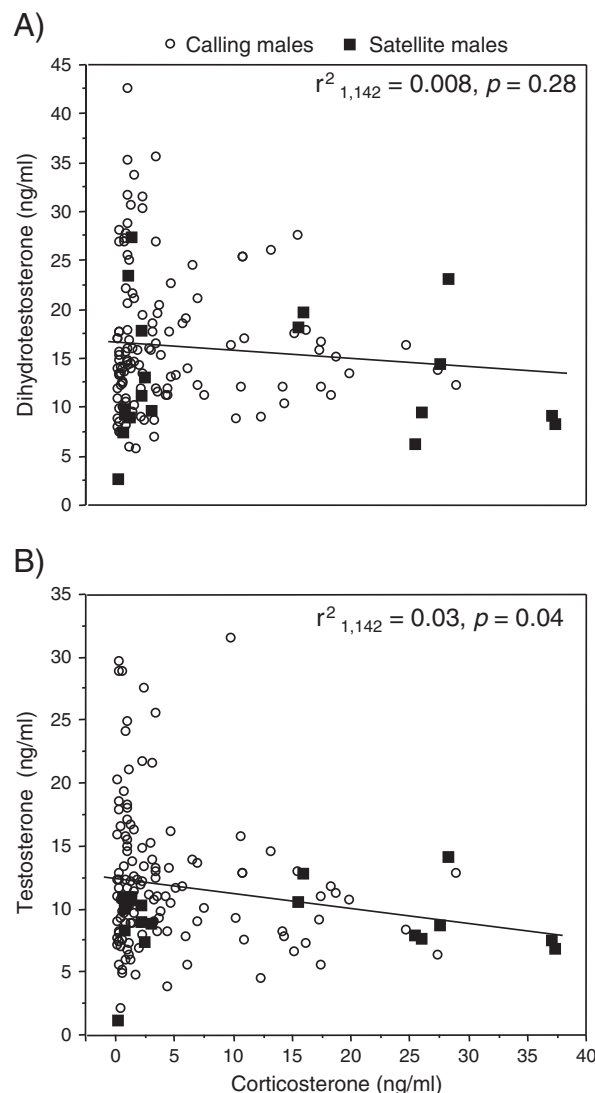 A)
Calling males Satellite males
r² 1,142 = 0.008, p = 0.28
45
40
35
30
25
20
15
10
5
0
Dihydrotestosterone (ng/ml)
B)
r² 1,142 = 0.03, p = 0.04
35
30
25
20
15
10
5
0
Testosterone (ng/ml)
0 5 10 15 20 25 30 35 40
Corticosterone (ng/ml)